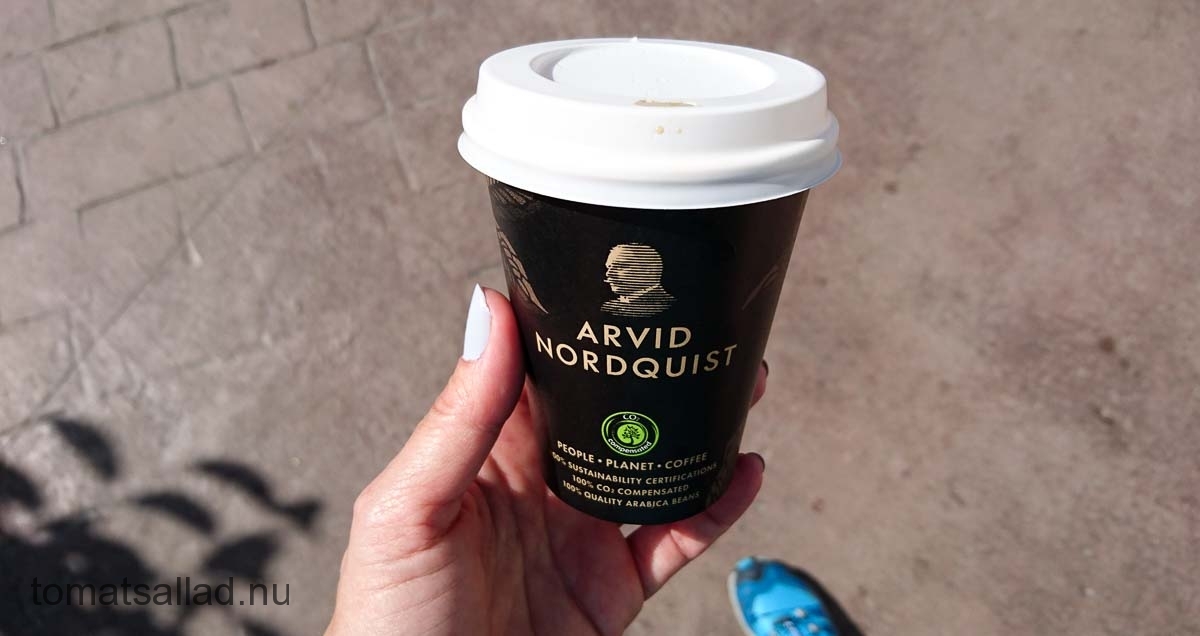 ARVID
NORDQUIST
CO₂
compensated
PEOPLE • PLANET • COFFEE
SUSTAINABILITY CERTIFICATIONS
100% CO₂ COMPENSATED
100% QUALITY ARABICA BEANS
tomatsallad.nu